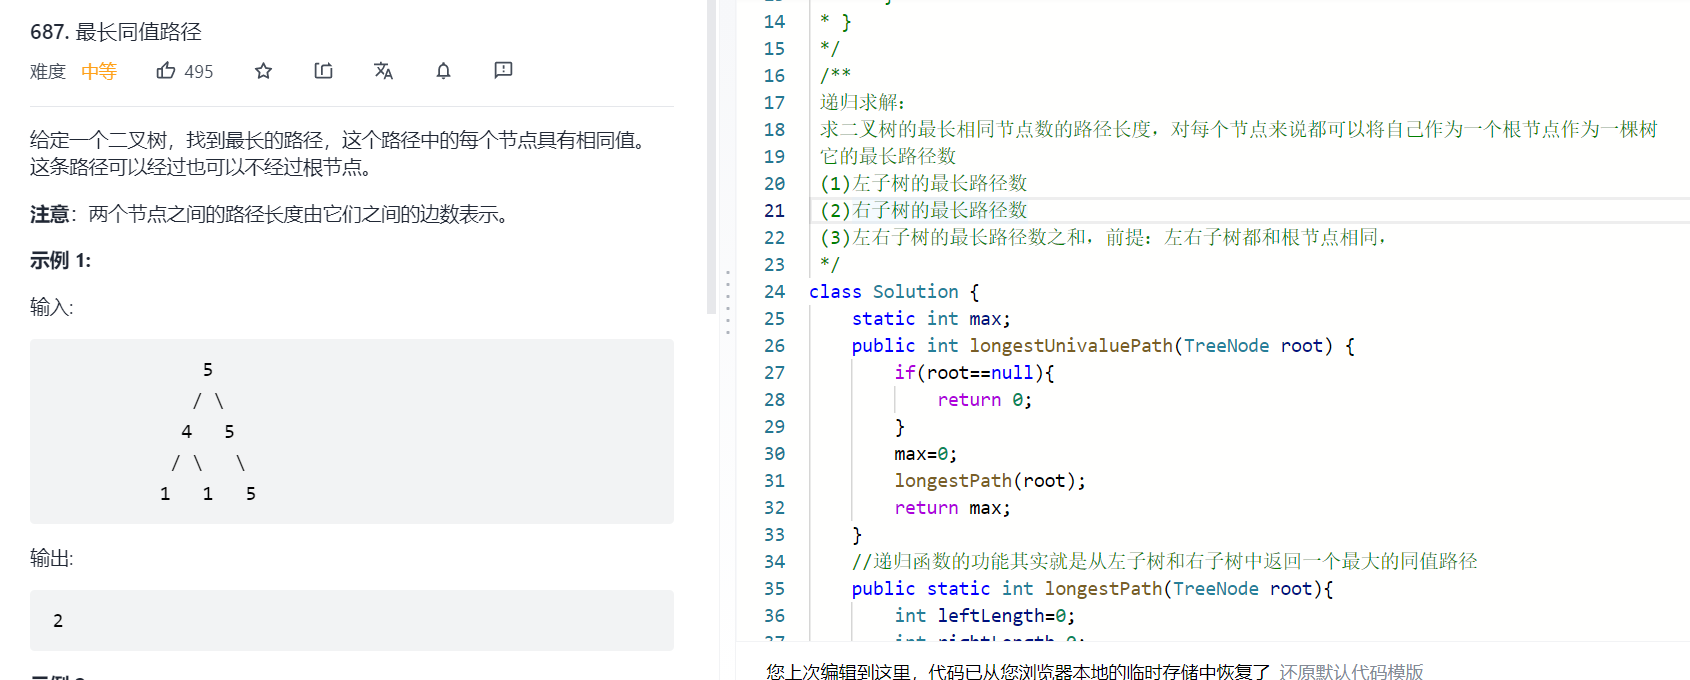 687. 最长同值路径
难度 中等 495
给定一个二叉树，找到最长的路径，这个路径中的每个节点具有相同值。
这条路径可以经过也可以不经过根节点。
注意：两个节点之间的路径长度由它们之间的边数表示。
示例 1:
输入:
5
/ \
4 5
/ \ \
1 1 5
输出:
2
14 * }
15 */
16 /**
17 递归求解：
18 求二叉树的最长相同节点数的路径长度，对每个节点来说都可以将自己作为一个根节点作为一棵树
19 它的最长路径数
20 (1)左子树的最长路径数
21 (2)右子树的最长路径数
22 (3)左右子树的最长路径数之和，前提：左右子树都和根节点相同，
23 */
24 class Solution {
25 static int max;
26 public int longestUnivaluePath(TreeNode root) {
27 if(root==null){
28 return 0;
29 }
30 max=0;
31 longestPath(root);
32 return max;
33 }
34 //递归函数的功能其实就是从左子树和右子树中返回一个最大的同值路径
35 public static int longestPath(TreeNode root){
36 int leftLength=0;
37 int rightLength=0;
您上次编辑到这里，代码已从您浏览器本地的临时存储中恢复了 还原默认代码模版